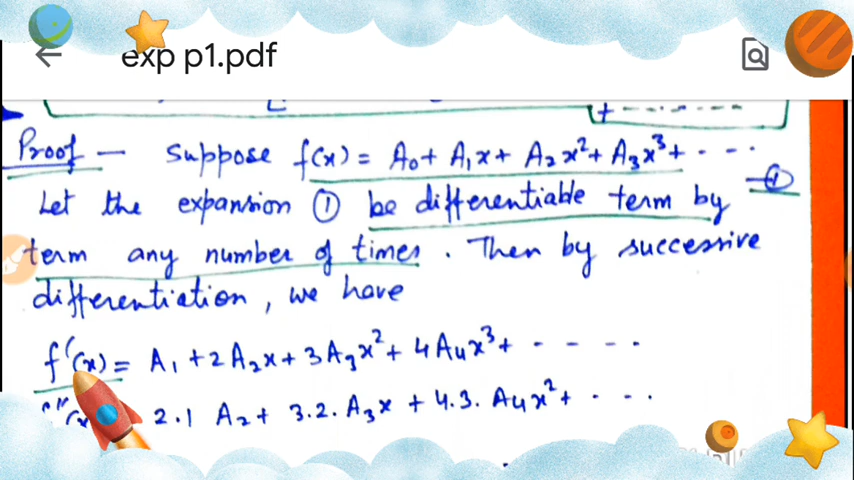 exp p1.pdf
+ - - - - -
Proof — Suppose f(x) = A₀ + A₁x + A₂x² + A₃x³ + - - - -
—①
Let the expansion ① be differentiable term by
term any number of times . Then by successive
differentiation, we have
f'(x) = A₁ + 2A₂x + 3A₃x² + 4A₄x³ + - - - -
2.1 A₂ + 3.2. A₃x + 4.3. A₄x² + - - -